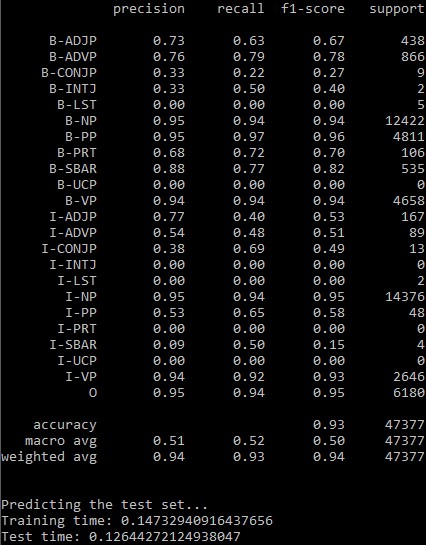 precision recall f1-score support
B-ADJP 0.73 0.63 0.67 438
B-ADVP 0.76 0.79 0.78 866
B-CONJP 0.33 0.22 0.27 9
B-INTJ 0.33 0.50 0.40 2
B-LST 0.00 0.00 0.00 5
B-NP 0.95 0.94 0.94 12422
B-PP 0.95 0.97 0.96 4811
B-PRT 0.68 0.72 0.70 106
B-SBAR 0.88 0.77 0.82 535
B-UCP 0.00 0.00 0.00 0
B-VP 0.94 0.94 0.94 4658
I-ADJP 0.77 0.40 0.53 167
I-ADVP 0.54 0.48 0.51 89
I-CONJP 0.38 0.69 0.49 13
I-INTJ 0.00 0.00 0.00 0
I-LST 0.00 0.00 0.00 2
I-NP 0.95 0.94 0.95 14376
I-PP 0.53 0.65 0.58 48
I-PRT 0.00 0.00 0.00 0
I-SBAR 0.09 0.50 0.15 4
I-UCP 0.00 0.00 0.00 0
I-VP 0.94 0.92 0.93 2646
O 0.95 0.94 0.95 6180
accuracy 0.93 47377
macro avg 0.51 0.52 0.50 47377
weighted avg 0.94 0.93 0.94 47377
Predicting the test set...
Training time: 0.14732940916437656
Test time: 0.12644272124938047